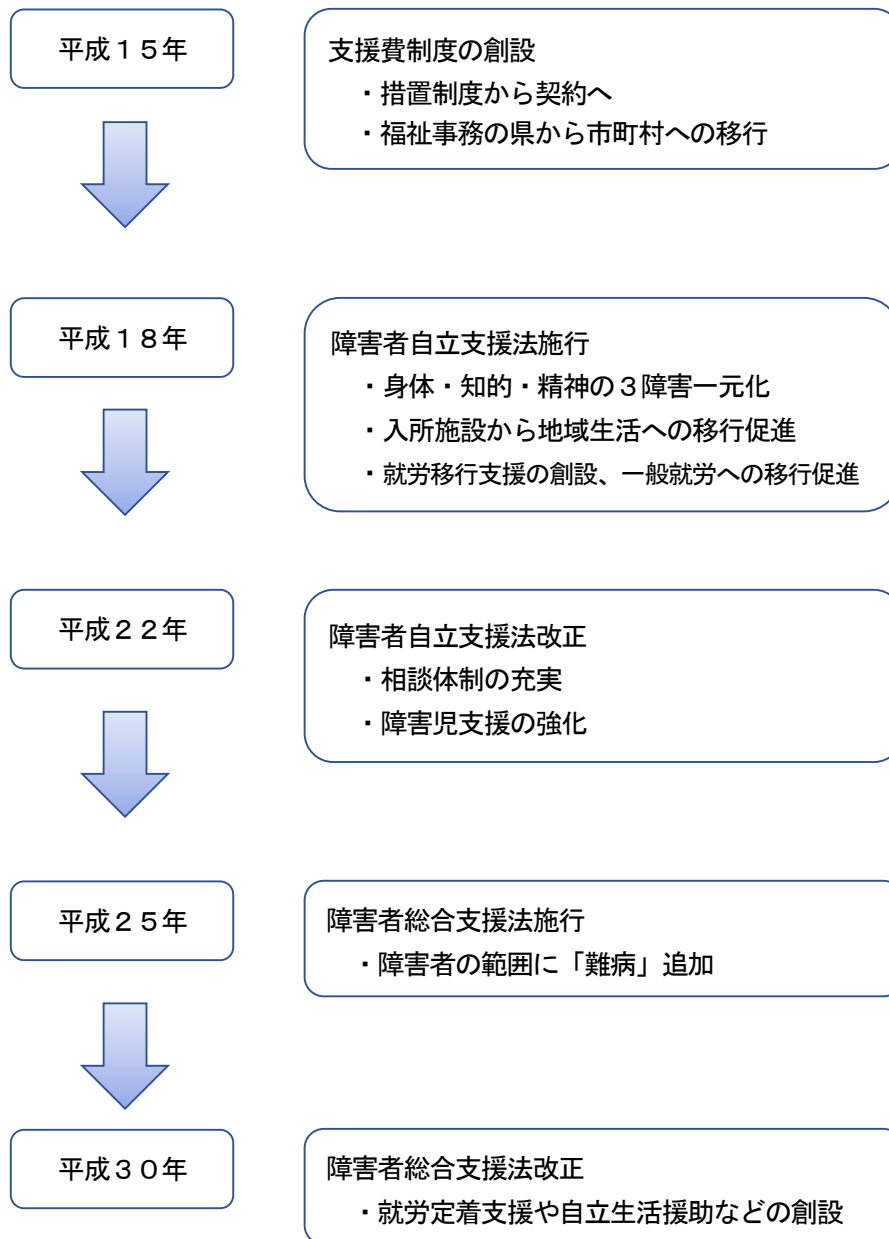 平成１５年
支援費制度の創設
・措置制度から契約へ
・福祉事務の県から市町村への移行
平成１８年
障害者自立支援法施行
・身体・知的・精神の３障害一元化
・入所施設から地域生活への移行促進
・就労移行支援の創設、一般就労への移行促進
平成２２年
障害者自立支援法改正
・相談体制の充実
・障害児支援の強化
平成２５年
障害者総合支援法施行
・障害者の範囲に「難病」追加
平成３０年
障害者総合支援法改正
・就労定着支援や自立生活援助などの創設